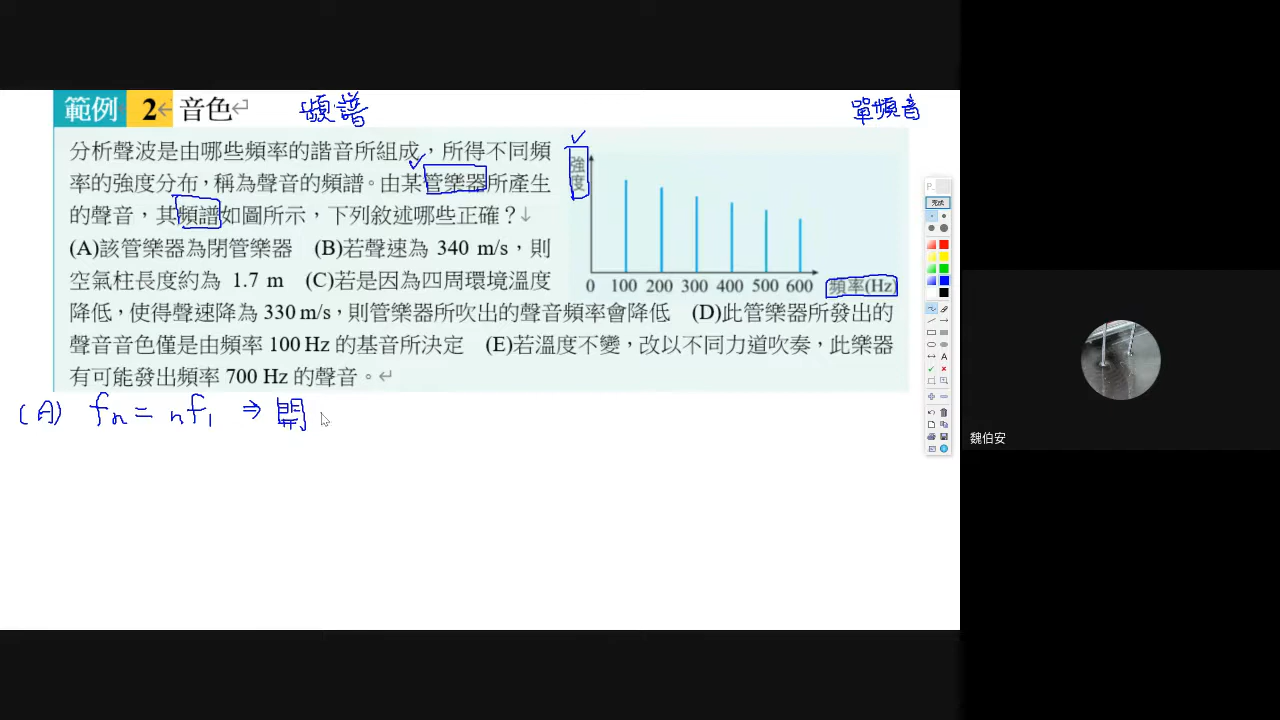 範例 2← 音色↵ 頻譜 單頻音
分析聲波是由哪些頻率的諧音所組成，所得不同頻
率的強度分布，稱為聲音的頻譜。由某管樂器所產生
的聲音，其頻譜如圖所示，下列敘述哪些正確？↓
(A)該管樂器為閉管樂器 (B)若聲速為 340 m/s，則
空氣柱長度約為 1.7 m (C)若是因為四周環境溫度
降低，使得聲速降為 330 m/s，則管樂器所吹出的聲音頻率會降低 (D)此管樂器所發出的
聲音音色僅是由頻率 100 Hz 的基音所決定 (E)若溫度不變，改以不同力道吹奏，此樂器
有可能發出頻率 700 Hz 的聲音。↵
強度
0 100 200 300 400 500 600 頻率(Hz)
(A) fn = nf1 ⇒ 開
P...
完成
A
魏伯安